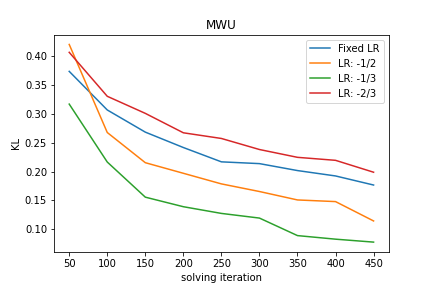 MWU
Fixed LR
LR: -1/2
LR: -1/3
LR: -2/3
KL
0.40
0.35
0.30
0.25
0.20
0.15
0.10
50 100 150 200 250 300 350 400 450
solving iteration